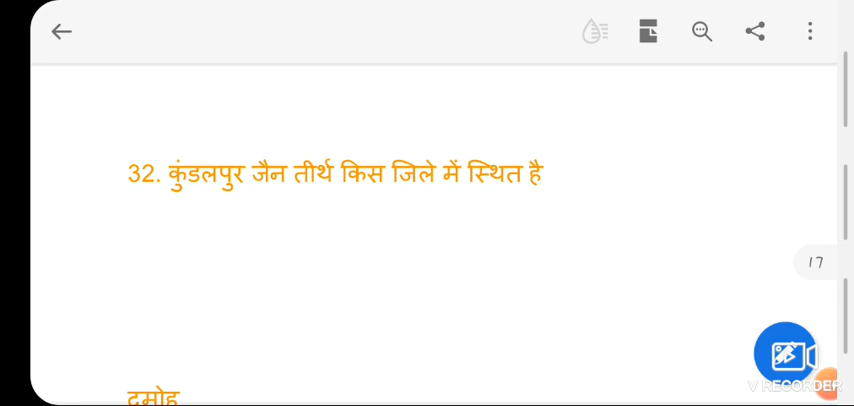 32. कुंडलपुर जैन तीर्थ किस जिले में स्थित है
17
दमोह
V RECORDER